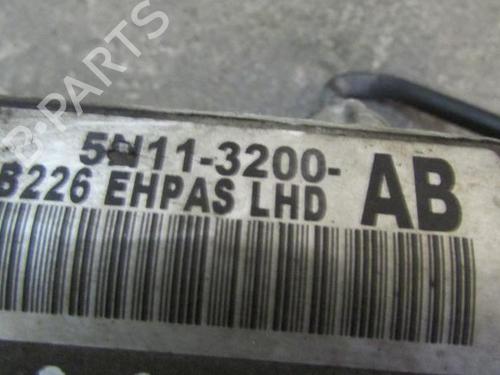 B-PARTS
5N11-3200-
AB
B226 EHPAS LHD